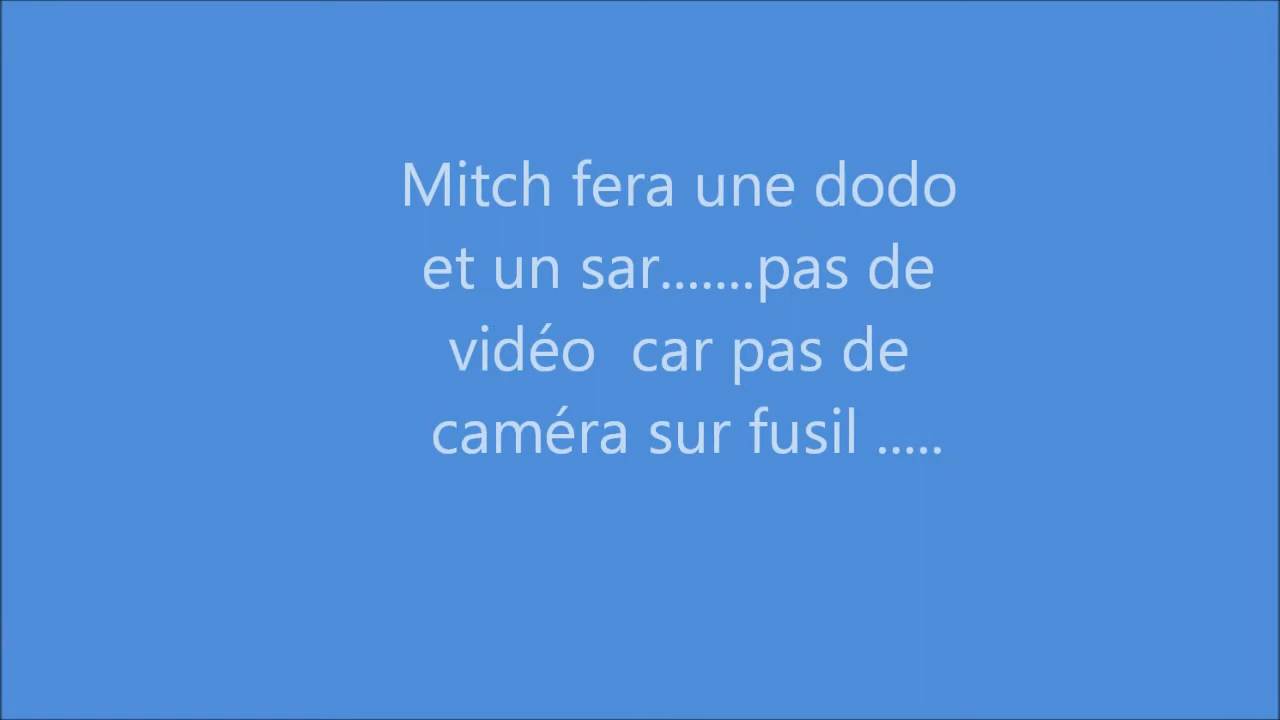 Mitch fera une dodo
et un sar.......pas de
vidéo  car pas de
caméra sur fusil .....